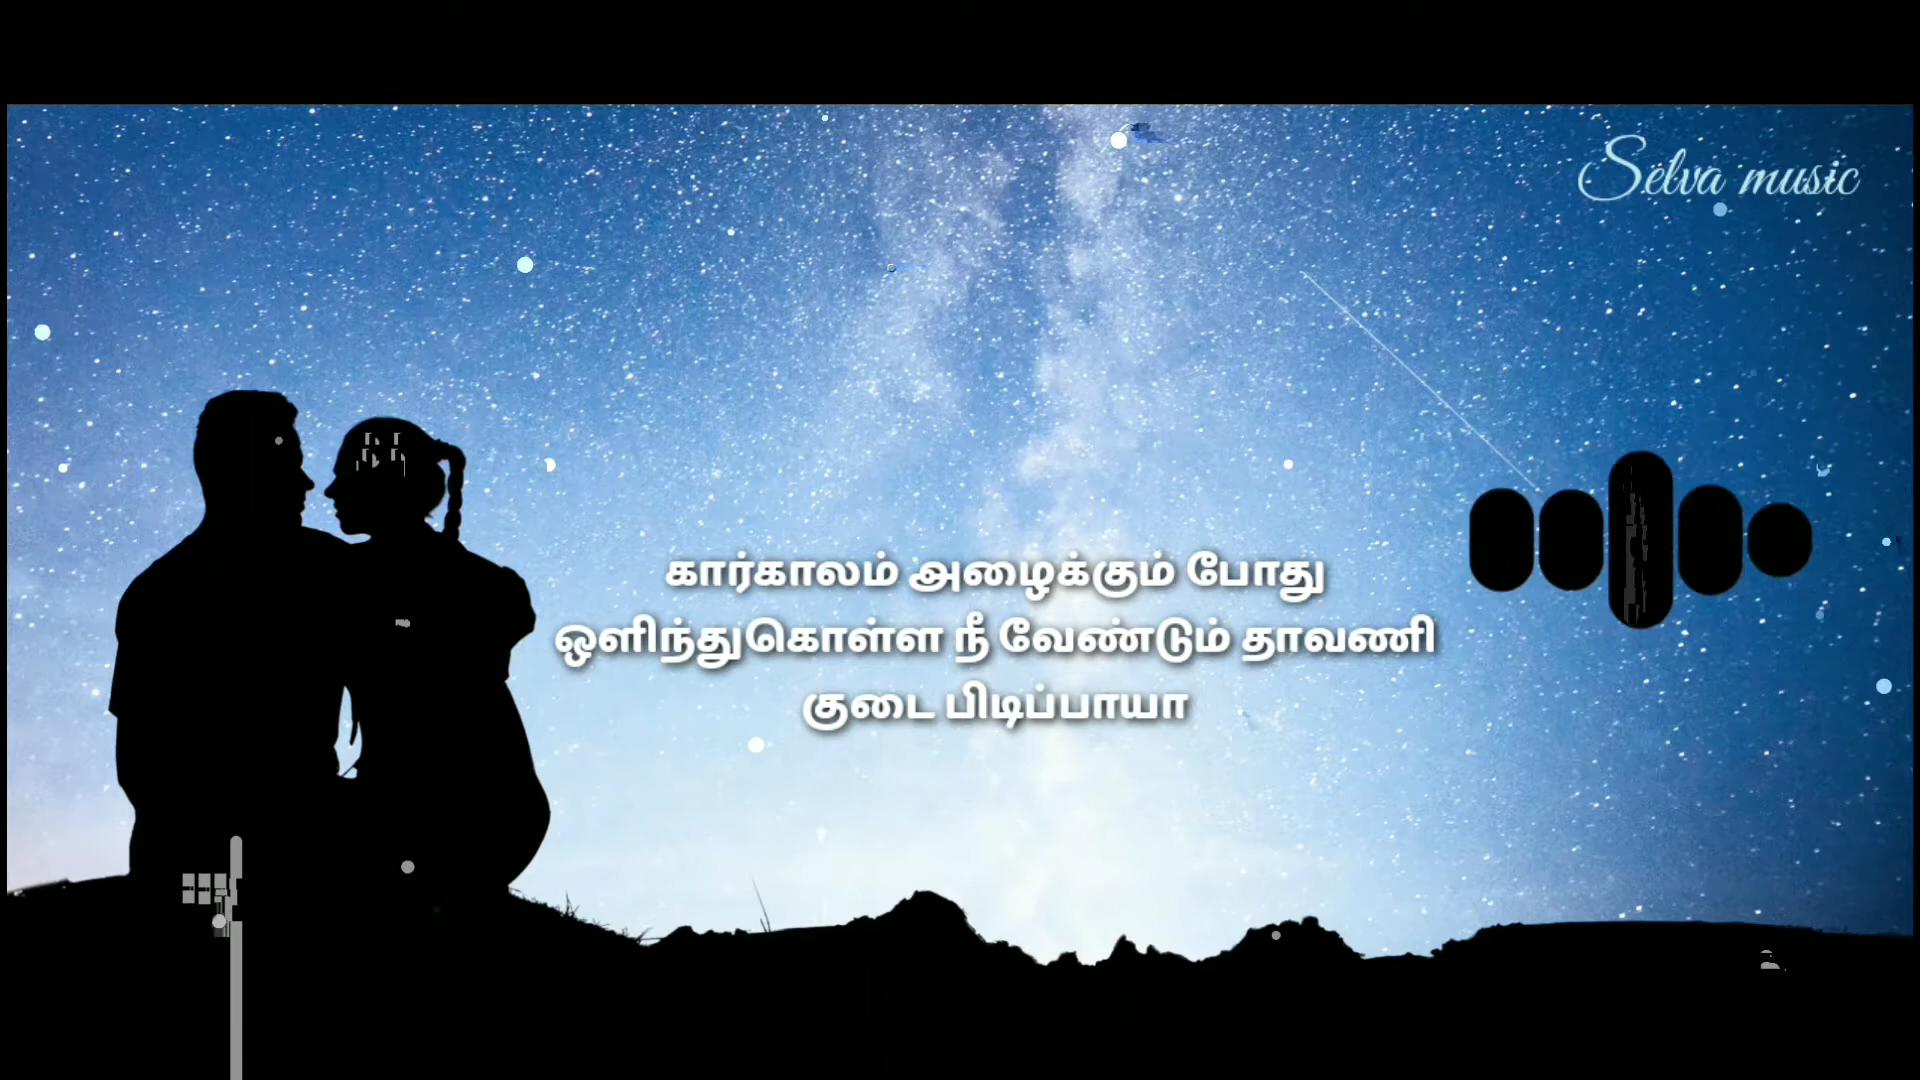 Selva music
கார்காலம் அழைக்கும் போது
ஒளிந்துகொள்ள நீ வேண்டும் தாவணி
குடை பிடிப்பாயா